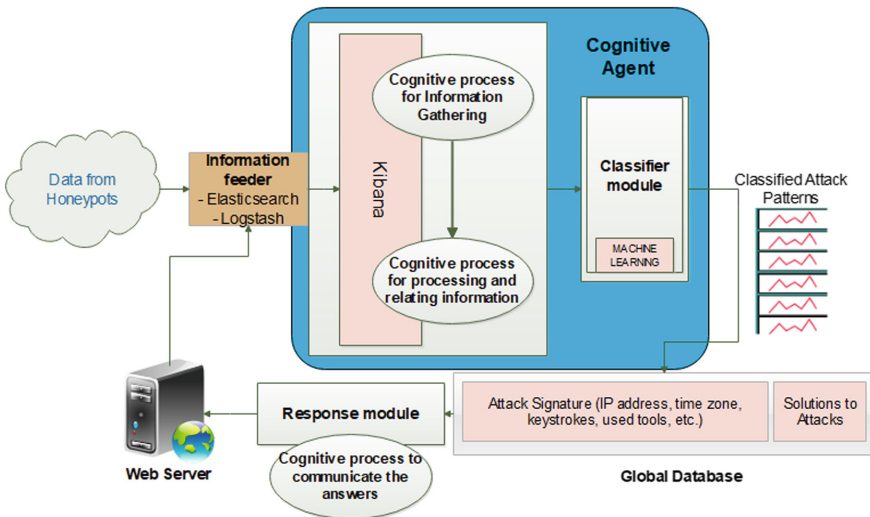 Cognitive
Agent
Cognitive process
for Information
Gathering
Kibana
Cognitive process
for processing and
relating information
Classifier
module
MACHINE
LEARNING
Data from
Honeypots
Information
feeder
- Elasticsearch
- Logstash
Classified Attack
Patterns
Attack Signature (IP address, time zone,
keystrokes, used tools, etc.)
Solutions to
Attacks
Global Database
Response module
Cognitive process to
communicate the
answers
Web Server